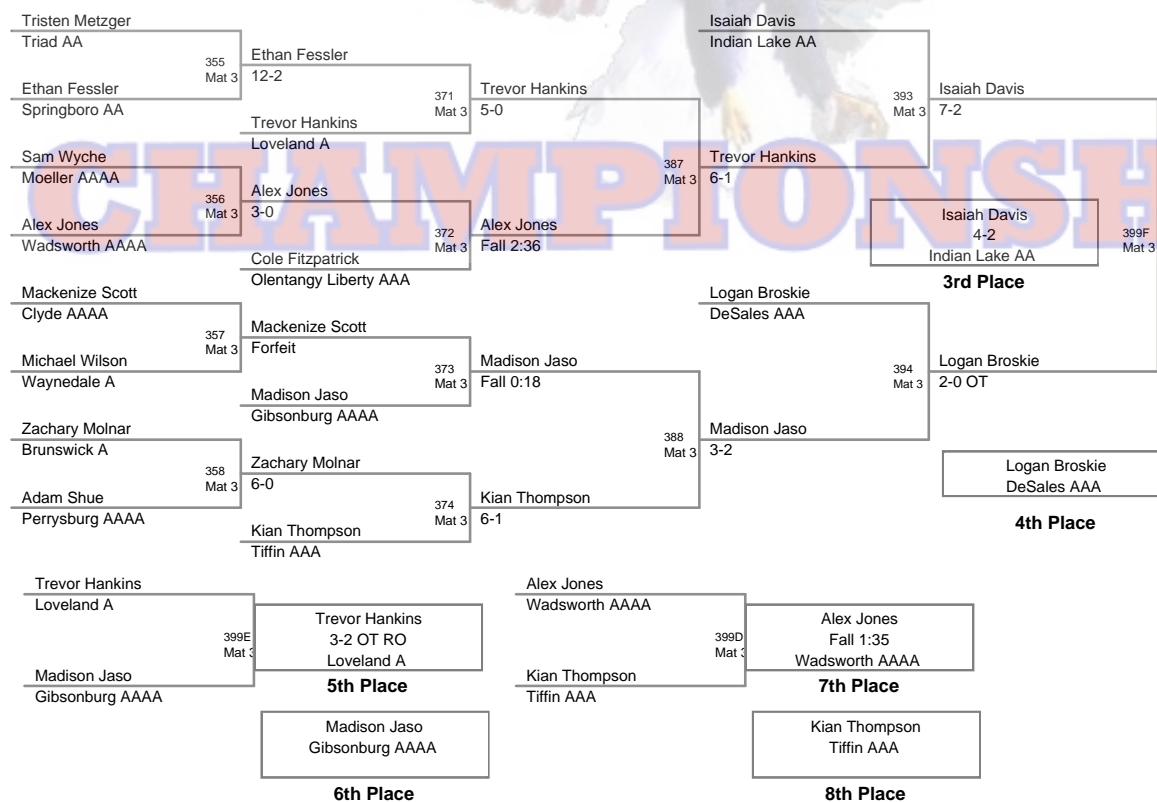 Tristen Metzger
Triad AA
355
Mat 3
Ethan Fessler
Springboro AA
Ethan Fessler
12-2
371
Mat 3
Trevor Hankins
Loveland A
Trevor Hankins
5-0
Sam Wyche
Moeller AAAA
356
Mat 3
Alex Jones
Wadsworth AAAA
Alex Jones
3-0
372
Mat 3
Cole Fitzpatrick
Olentangy Liberty AAA
Alex Jones
Fall 2:36
387
Mat 3
Isaiah Davis
Indian Lake AA
393
Mat 3
Trevor Hankins
6-1
Isaiah Davis
7-2
CHAMPIONSH
Isaiah Davis
4-2
Indian Lake AA
3rd Place
399F
Mat 3
Mackenize Scott
Clyde AAAA
357
Mat 3
Michael Wilson
Waynedale A
Mackenize Scott
Forfeit
373
Mat 3
Madison Jaso
Gibsonburg AAAA
Madison Jaso
Fall 0:18
Zachary Molnar
Brunswick A
358
Mat 3
Adam Shue
Perrysburg AAAA
Zachary Molnar
6-0
374
Mat 3
Kian Thompson
Tiffin AAA
Kian Thompson
6-1
388
Mat 3
Logan Broskie
DeSales AAA
394
Mat 3
Madison Jaso
3-2
Logan Broskie
2-0 OT
Logan Broskie
DeSales AAA
4th Place
Trevor Hankins
Loveland A
399E
Mat 3
Madison Jaso
Gibsonburg AAAA
Trevor Hankins
3-2 OT RO
Loveland A
5th Place
Madison Jaso
Gibsonburg AAAA
6th Place
Alex Jones
Wadsworth AAAA
399D
Mat 3
Kian Thompson
Tiffin AAA
Alex Jones
Fall 1:35
Wadsworth AAAA
7th Place
Kian Thompson
Tiffin AAA
8th Place